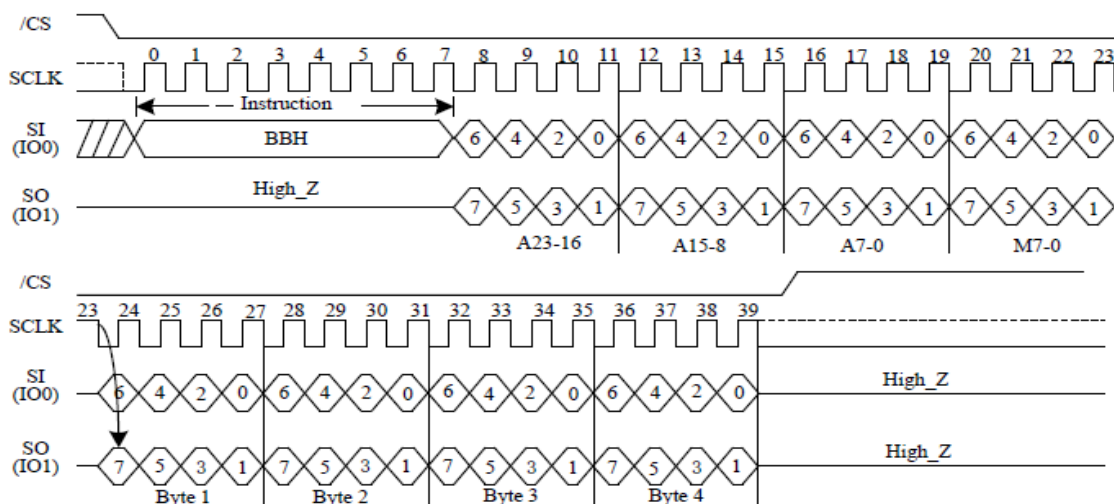 /CS
0 1 2 3 4 5 6 7 8 9 10 11 12 13 14 15 16 17 18 19 20 21 22 23
SCLK
Instruction
SI
(IO0)
BBH
6 4 2 0 6 4 2 0 6 4 2 0 6 4 2 0
High_Z
SO
(IO1)
7 5 3 1 7 5 3 1 7 5 3 1 7 5 3 1
A23-16 A15-8 A7-0 M7-0
/CS
23 24 25 26 27 28 29 30 31 32 33 34 35 36 37 38 39
SCLK
SI
(IO0)
6 4 2 0 6 4 2 0 6 4 2 0 6 4 2 0 High_Z
SO
(IO1)
7 5 3 1 7 5 3 1 7 5 3 1 7 5 3 1 High_Z
Byte 1 Byte 2 Byte 3 Byte 4